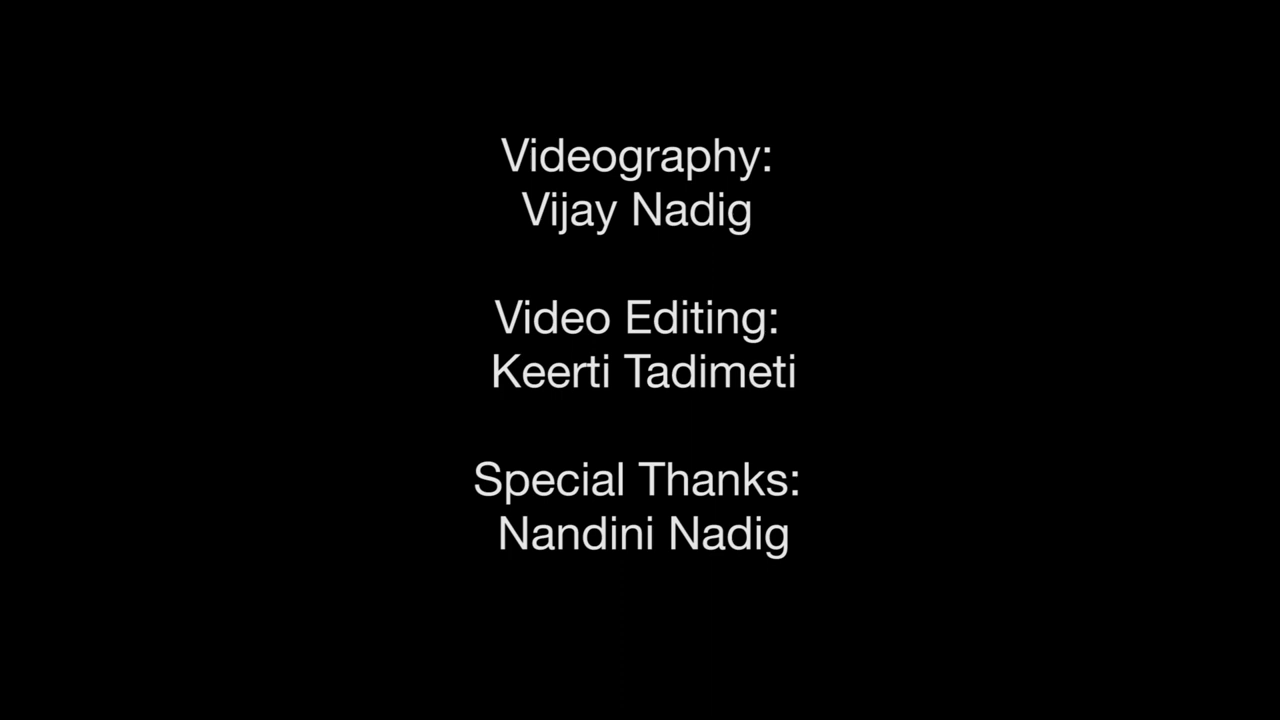 Videography:
Vijay Nadig
Video Editing:
Keerti Tadimeti
Special Thanks:
Nandini Nadig